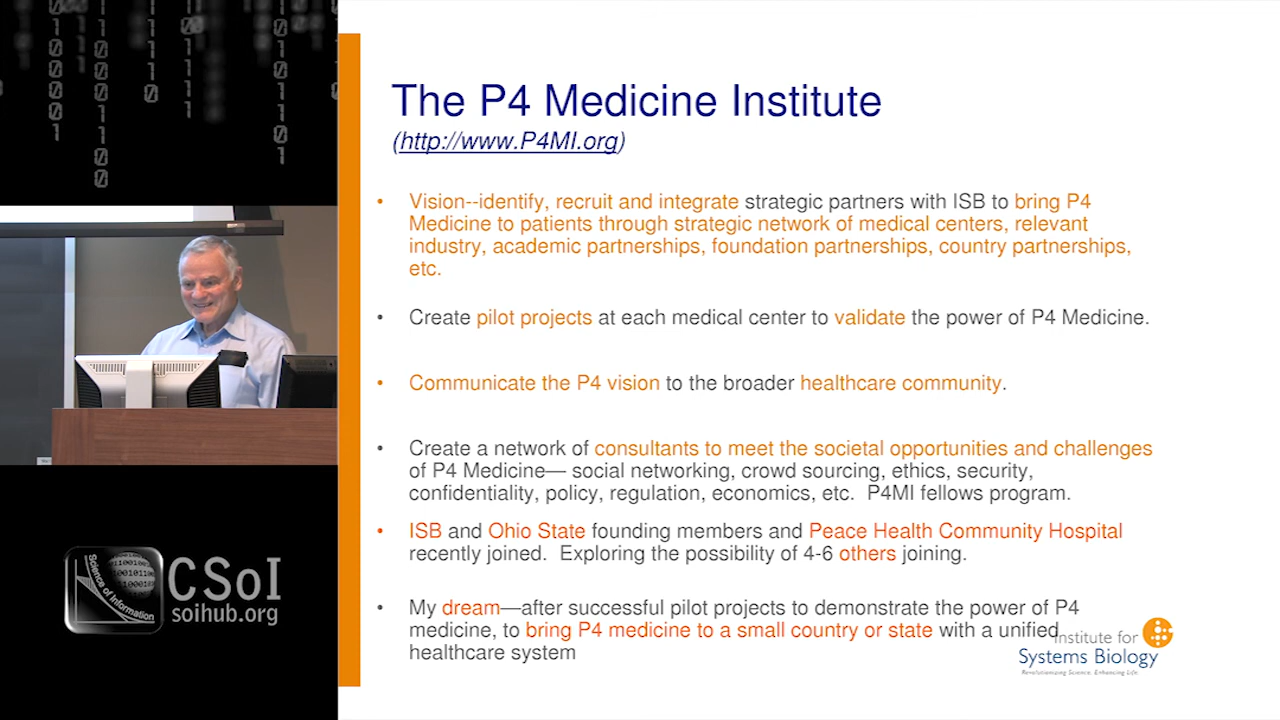 The P4 Medicine Institute
(http://www.P4MI.org)
• Vision--identify, recruit and integrate strategic partners with ISB to bring P4
Medicine to patients through strategic network of medical centers, relevant
industry, academic partnerships, foundation partnerships, country partnerships,
etc.
• Create pilot projects at each medical center to validate the power of P4 Medicine.
• Communicate the P4 vision to the broader healthcare community.
• Create a network of consultants to meet the societal opportunities and challenges
of P4 Medicine— social networking, crowd sourcing, ethics, security,
confidentiality, policy, regulation, economics, etc.  P4MI fellows program.
• ISB and Ohio State founding members and Peace Health Community Hospital
recently joined.  Exploring the possibility of 4-6 others joining.
• My dream—after successful pilot projects to demonstrate the power of P4
medicine, to bring P4 medicine to a small country or state with a unified
healthcare system
Institute for
Systems Biology
Revolutionizing Science. Enhancing Life.
Science of Information
CSoI
soihub.org